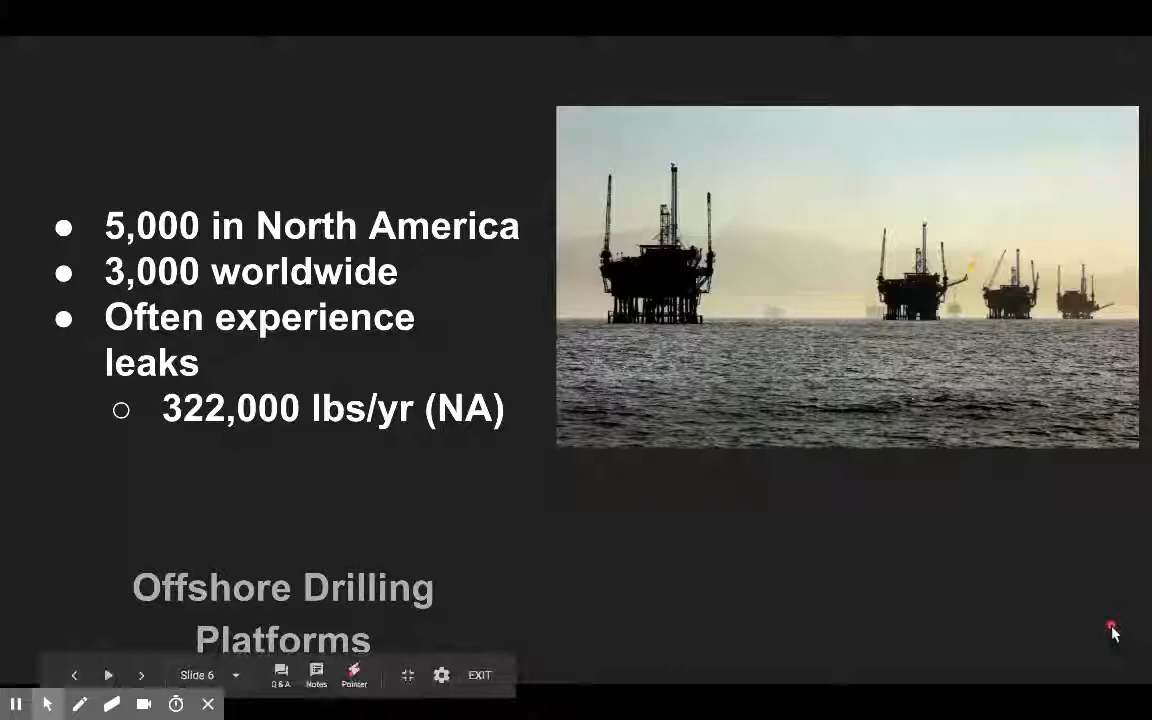 ● 5,000 in North America
● 3,000 worldwide
● Often experience
leaks
○ 322,000 lbs/yr (NA)
Offshore Drilling
Platforms
Slide 6
Q & A Notes Pointer
EXIT